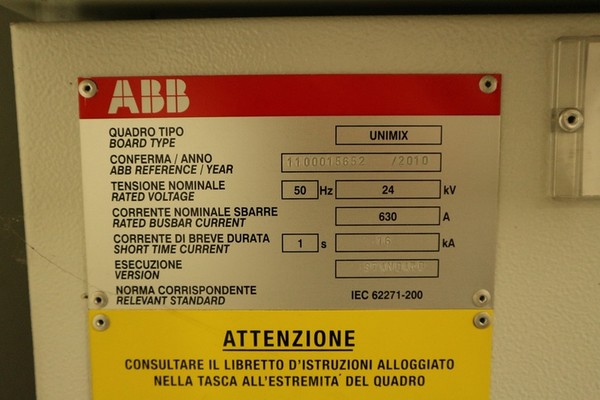 ABB
QUADRO TIPO
BOARD TYPE
UNIMIX
CONFERMA / ANNO
ABB REFERENCE / YEAR
1100015652 /2010
TENSIONE NOMINALE
RATED VOLTAGE
50 Hz 24 kV
CORRENTE NOMINALE SBARRE
RATED BUSBAR CURRENT
630 A
CORRENTE DI BREVE DURATA
SHORT TIME CURRENT
1 s 16 kA
ESECUZIONE
VERSION
NORMA CORRISPONDENTE
RELEVANT STANDARD
IEC 62271-200
ATTENZIONE
CONSULTARE IL LIBRETTO D'ISTRUZIONI ALLOGGIATO
NELLA TASCA ALL'ESTREMITA' DEL QUADRO